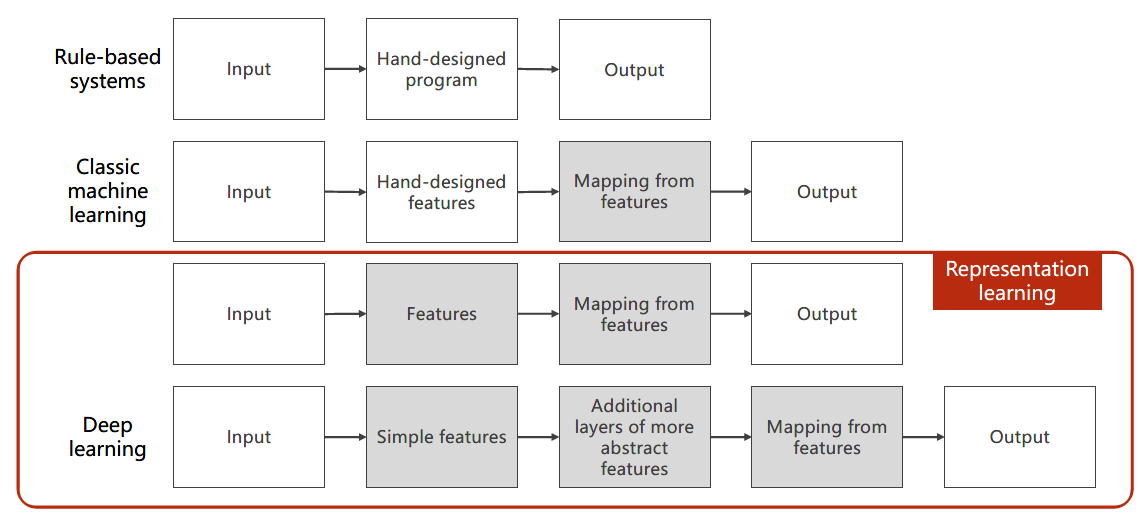 Rule-based
systems
Input
Hand-designed
program
Output
Classic
machine
learning
Input
Hand-designed
features
Mapping from
features
Output
Representation
learning
Input
Features
Mapping from
features
Output
Deep
learning
Input
Simple features
Additional
layers of more
abstract
features
Mapping from
features
Output